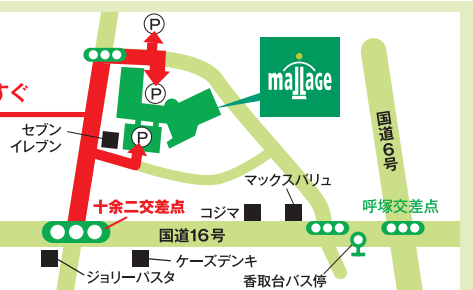 P
mallage
P
すぐ
セブン
イレブン
P
国道6号
マックスバリュ
十余二交差点
コジマ
呼塚交差点
国道16号
ケーズデンキ
ジョリーパスタ
香取台バス停